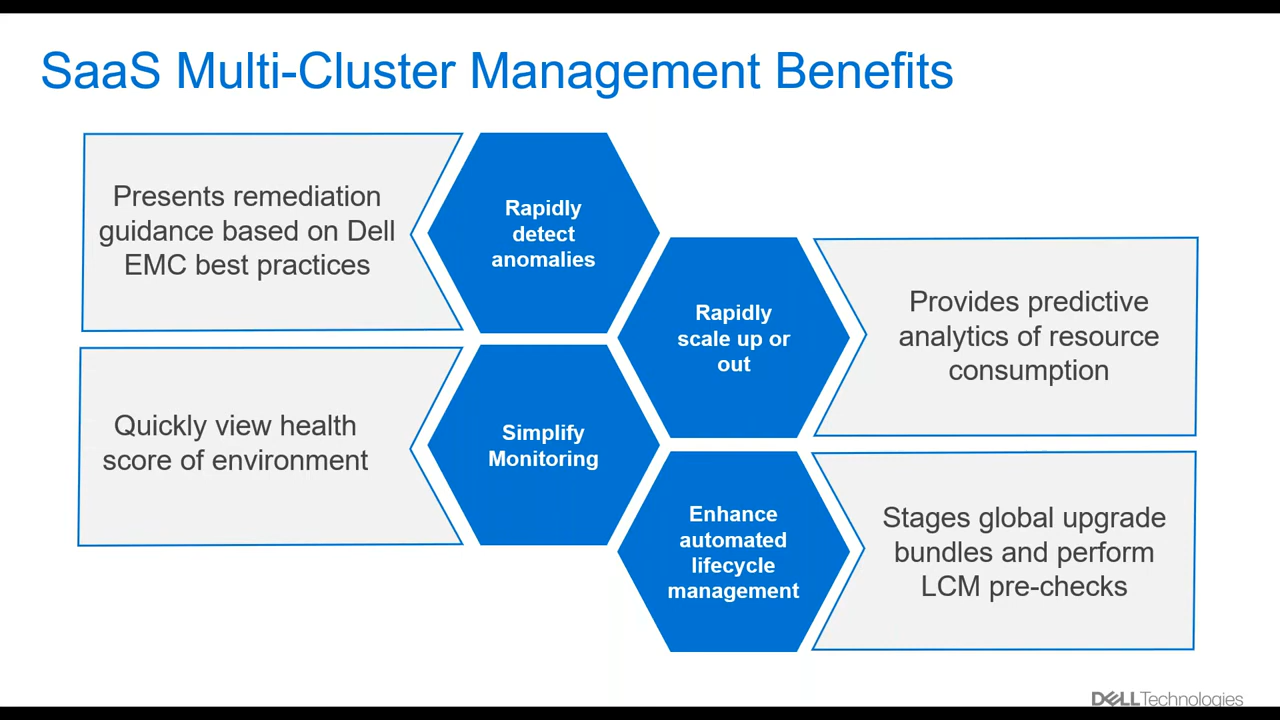 SaaS Multi-Cluster Management Benefits
Presents remediation
guidance based on Dell
EMC best practices
Rapidly
detect
anomalies
Rapidly
scale up or
out
Provides predictive
analytics of resource
consumption
Quickly view health
score of environment
Simplify
Monitoring
Enhance
automated
lifecycle
management
Stages global upgrade
bundles and perform
LCM pre-checks
DELLTechnologies